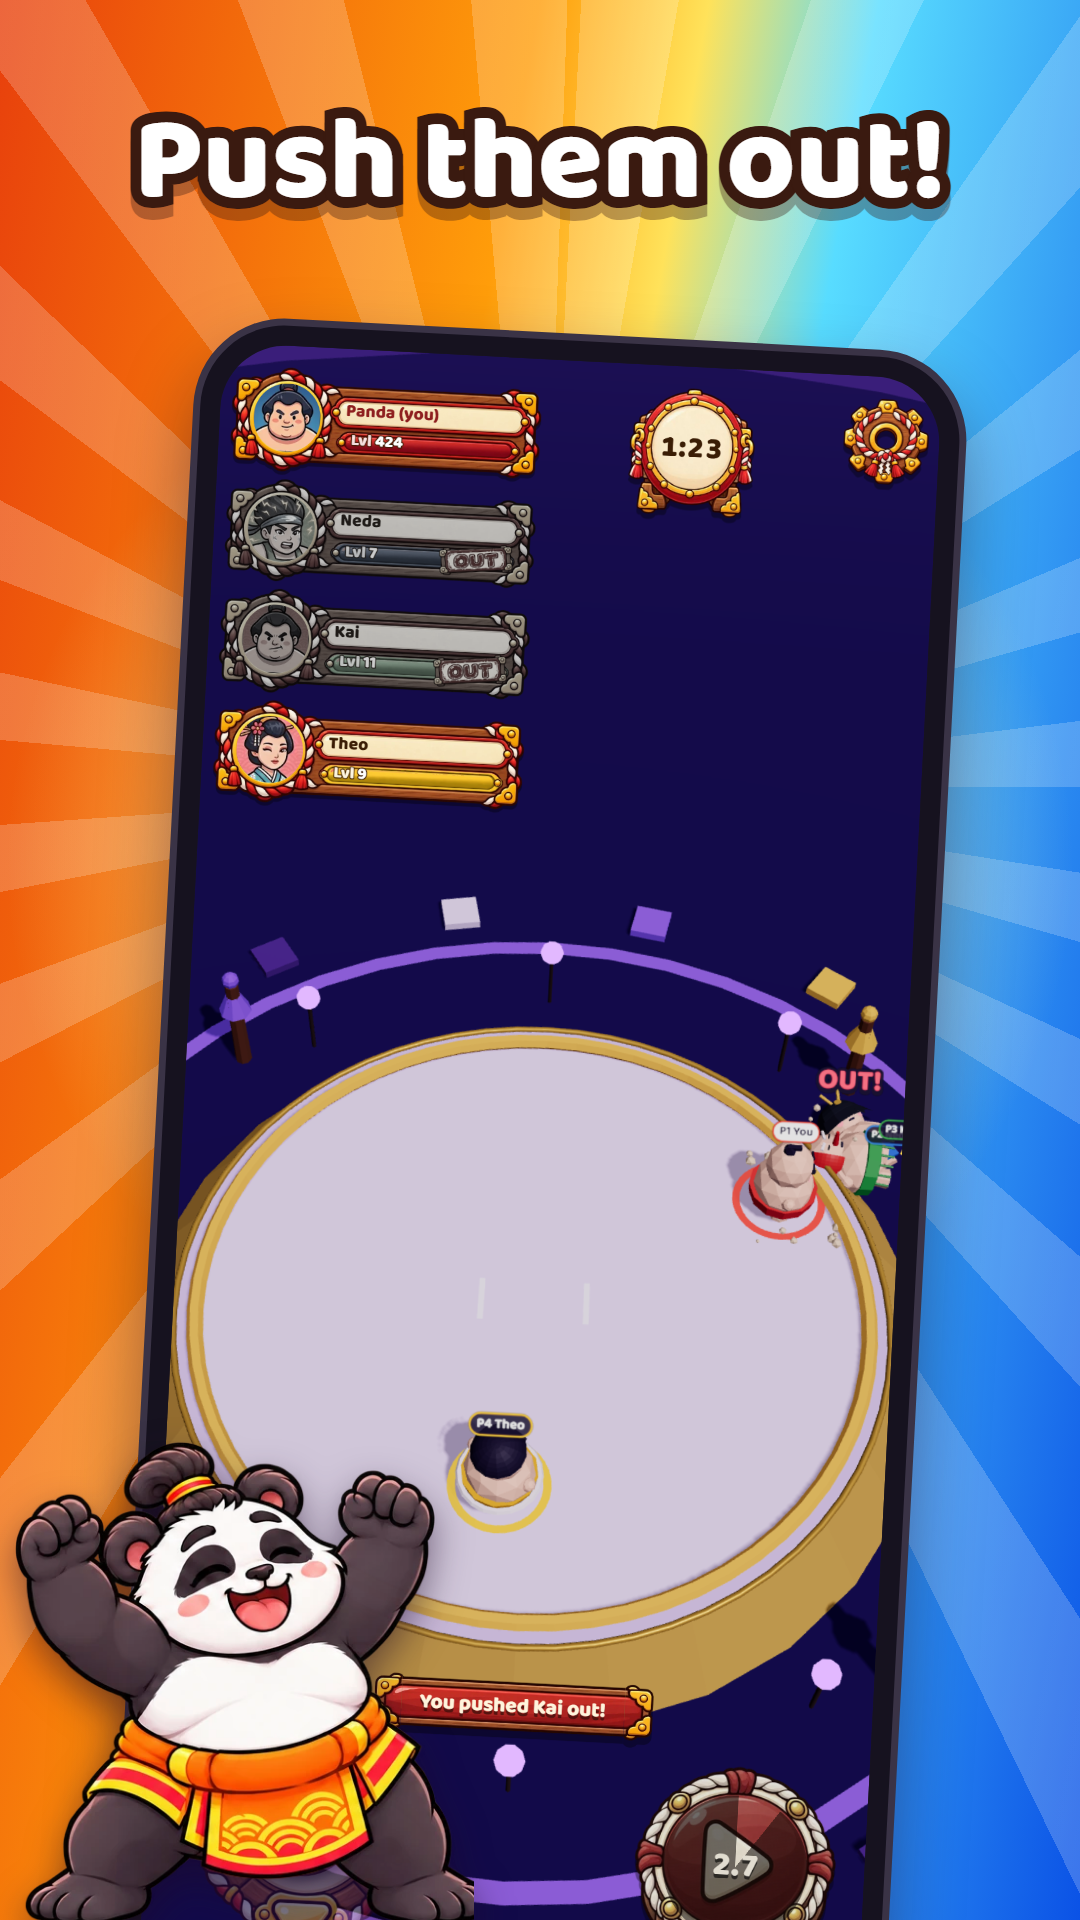 Push them out!
Panda (you)
Lvl 424
1:23
Neda
Lvl 7
OUT
Kai
Lvl 11
OUT
Theo
Lvl 9
OUT!
P1 You
P3
P4 Theo
You pushed Kai out!
2.7